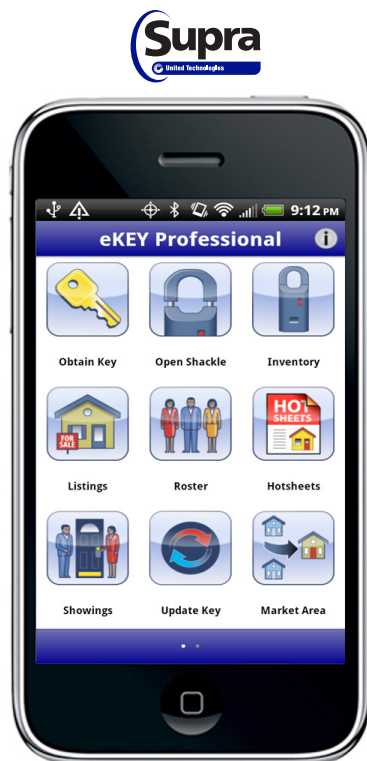 Supra
United Technologies
9:12 PM
eKEY Professional
i
Obtain Key
Open Shackle
Inventory
FOR
SALE
HOT
SHEETS
Listings
Roster
Hotsheets
Showings
Update Key
Market Area